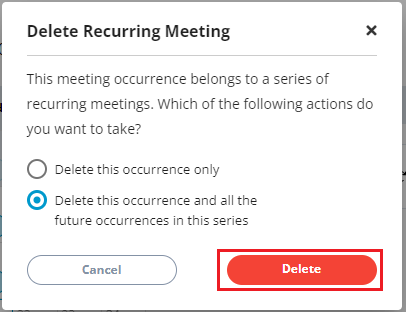 Delete Recurring Meeting
This meeting occurrence belongs to a series of
recurring meetings. Which of the following actions do
you want to take?
Delete this occurrence only
Delete this occurrence and all the
future occurrences in this series
Cancel
Delete